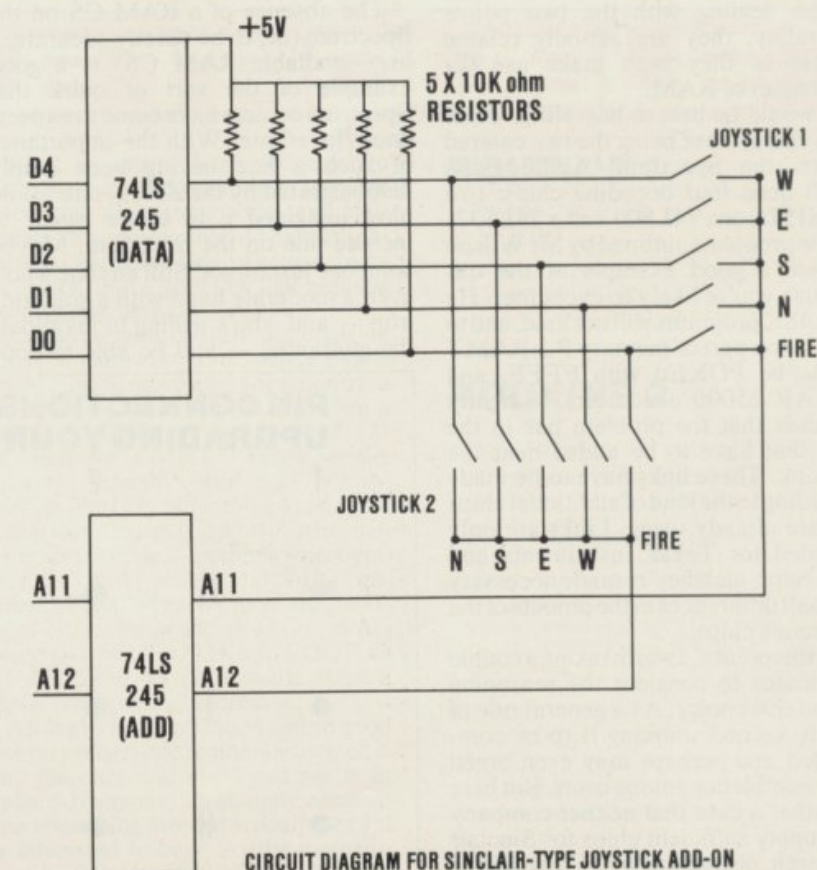 +5V
5 X 10K ohm
RESISTORS
JOYSTICK 1
D4
D3
D2
D1
D0
74LS
245
(DATA)
W
E
S
N
FIRE
JOYSTICK 2
N S E W FIRE
A11 A11
A12 A12
74LS
245
(ADD)
CIRCUIT DIAGRAM FOR SINCLAIR-TYPE JOYSTICK ADD-ON